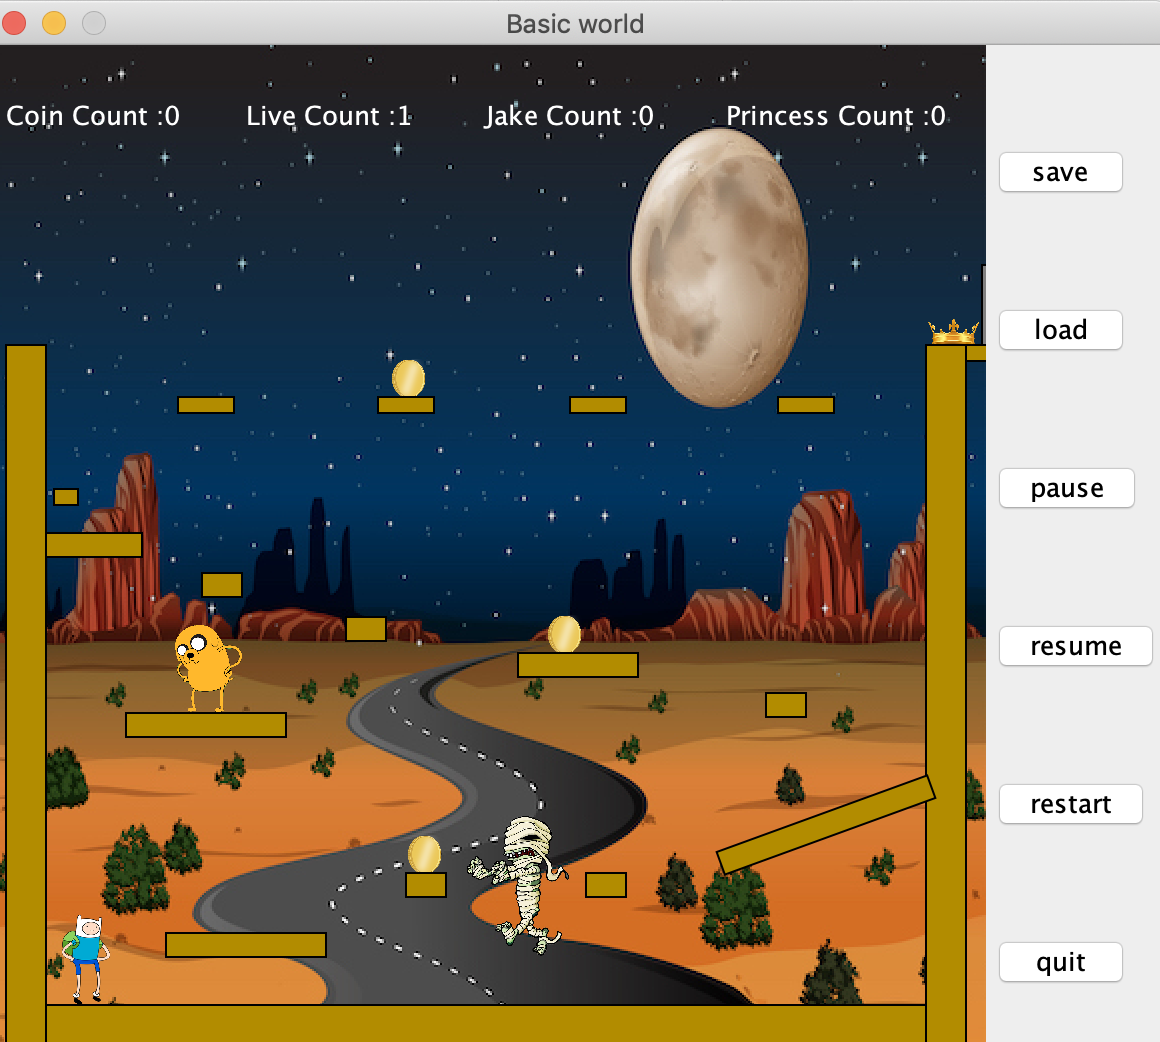 Basic world
Coin Count :0 Live Count :1 Jake Count :0 Princess Count :0
save
load
pause
resume
restart
quit